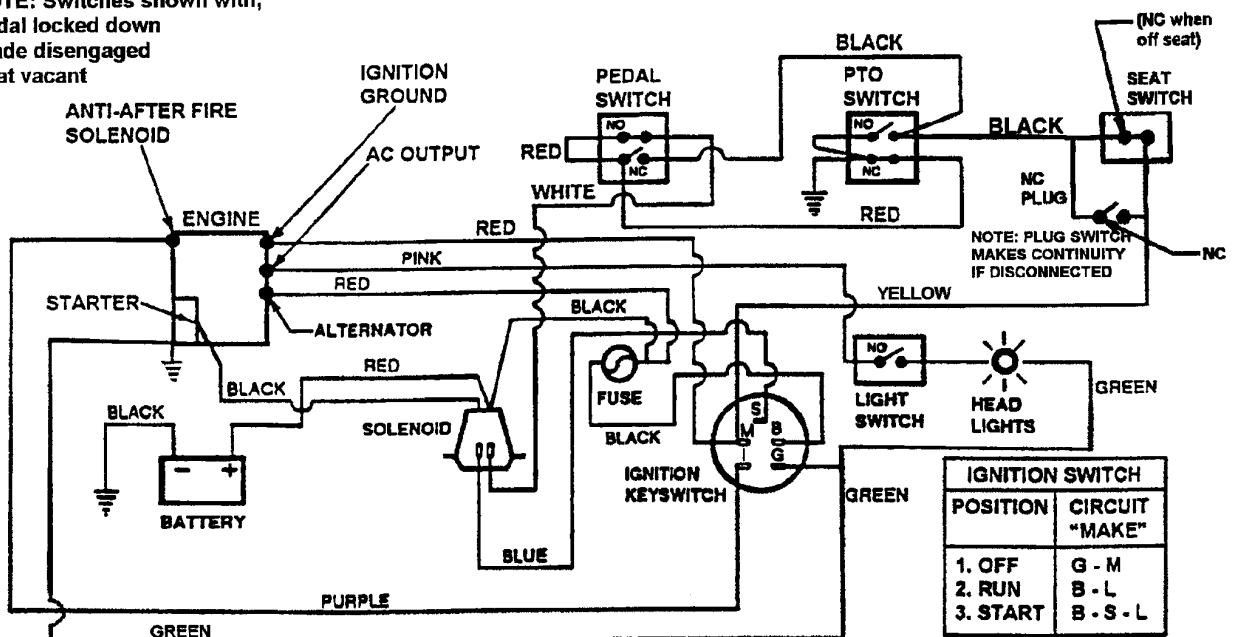 OTE: Switches shown with;
dal locked down
ade disengaged
at vacant
ANTI-AFTER FIRE
SOLENOID
IGNITION
GROUND
AC OUTPUT
PEDAL
SWITCH
BLACK
PTO
SWITCH
(NC when
off seat)
SEAT
SWITCH
NO
NC
RED
WHITE
NO
NC
BLACK
RED
NC
PLUG
NOTE: PLUG SWITCH
MAKES CONTINUITY
IF DISCONNECTED
NC
ENGINE
RED
PINK
RED
STARTER
ALTERNATOR
BLACK
YELLOW
RED
BLACK
BLACK
SOLENOID
FUSE
BLACK
NO
LIGHT
SWITCH
HEAD
LIGHTS
GREEN
BATTERY
- +
S
M
B
G
IGNITION
KEYSWITCH
GREEN
BLUE
PURPLE
GREEN
IGNITION SWITCH
POSITION CIRCUIT
"MAKE"
1. OFF G - M
2. RUN B - L
3. START B - S - L